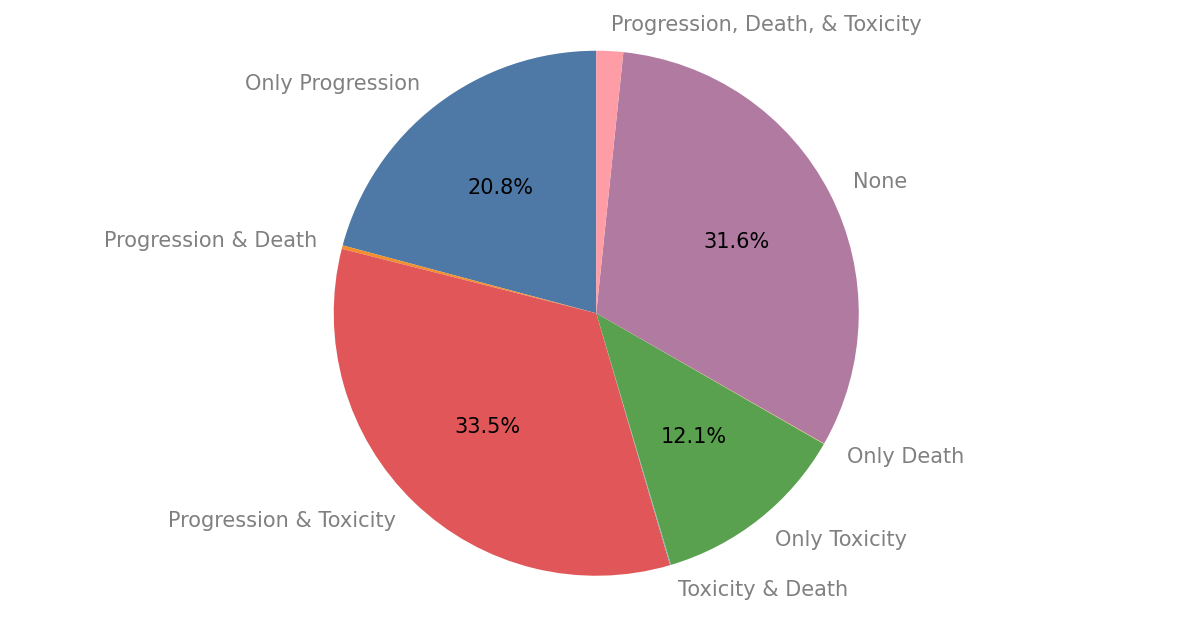 Progression, Death, & Toxicity
Only Progression
None
20.8%
Progression & Death
31.6%
33.5%
12.1%
Only Death
Progression & Toxicity
Only Toxicity
Toxicity & Death